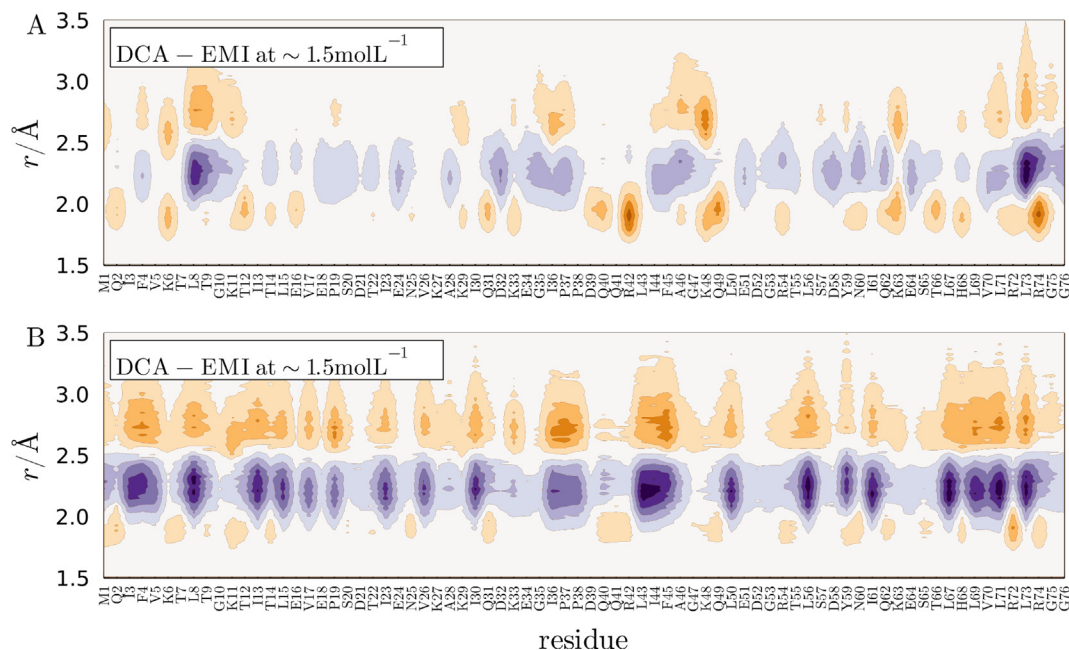 A
3.5
3.0
2.5
2.0
1.5
r/Å
DCA − EMI at ~ 1.5molL⁻¹
M1 Q2 I3 F4 V5 K6 T7 L8 T9 G10 K11 T12 I13 T14 L15 E16 V17 E18 P19 S20 D21 T22 I23 E24 N25 V26 K27 A28 K29 I30 Q31 D32 K33 E34 G35 I36 P37 P38 D39 Q40 Q41 R42 L43 I44 F45 A46 G47 K48 Q49 L50 E51 D52 G53 R54 T55 L56 S57 D58 Y59 N60 I61 Q62 K63 E64 S65 T66 L67 H68 L69 V70 L71 R72 L73 R74 G75 G76
B
3.5
3.0
2.5
2.0
1.5
r/Å
DCA − EMI at ~ 1.5molL⁻¹
M1 Q2 I3 F4 V5 K6 T7 L8 T9 G10 K11 T12 I13 T14 L15 E16 V17 E18 P19 S20 D21 T22 I23 E24 N25 V26 K27 A28 K29 I30 Q31 D32 K33 E34 G35 I36 P37 P38 D39 Q40 Q41 R42 L43 I44 F45 A46 G47 K48 Q49 L50 E51 D52 G53 R54 T55 L56 S57 D58 Y59 N60 I61 Q62 K63 E64 S65 T66 L67 H68 L69 V70 L71 R72 L73 R74 G75 G76
residue